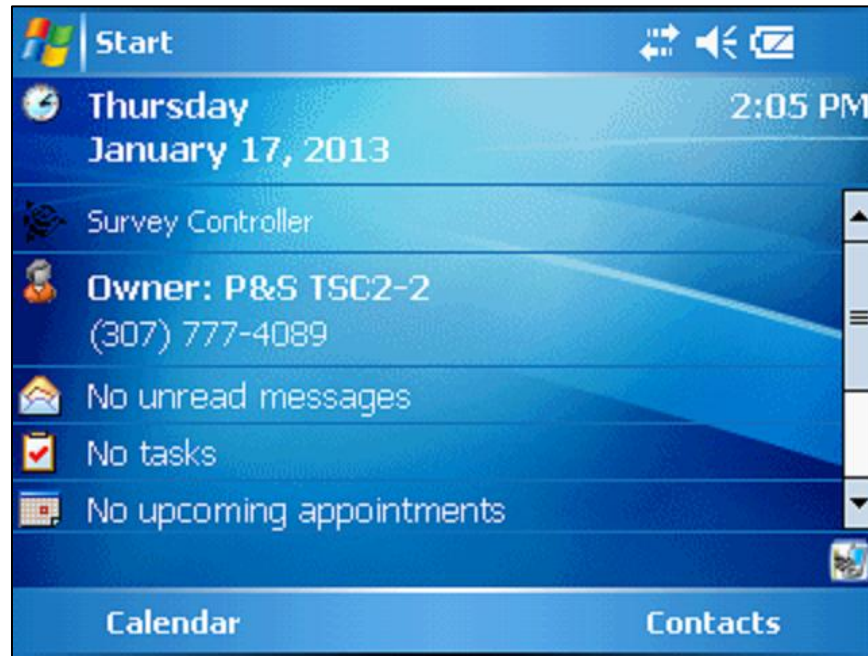 Start
Thursday 2:05 PM
January 17, 2013
Survey Controller
Owner: P&S TSC2-2
(307) 777-4089
No unread messages
No tasks
No upcoming appointments
Calendar Contacts